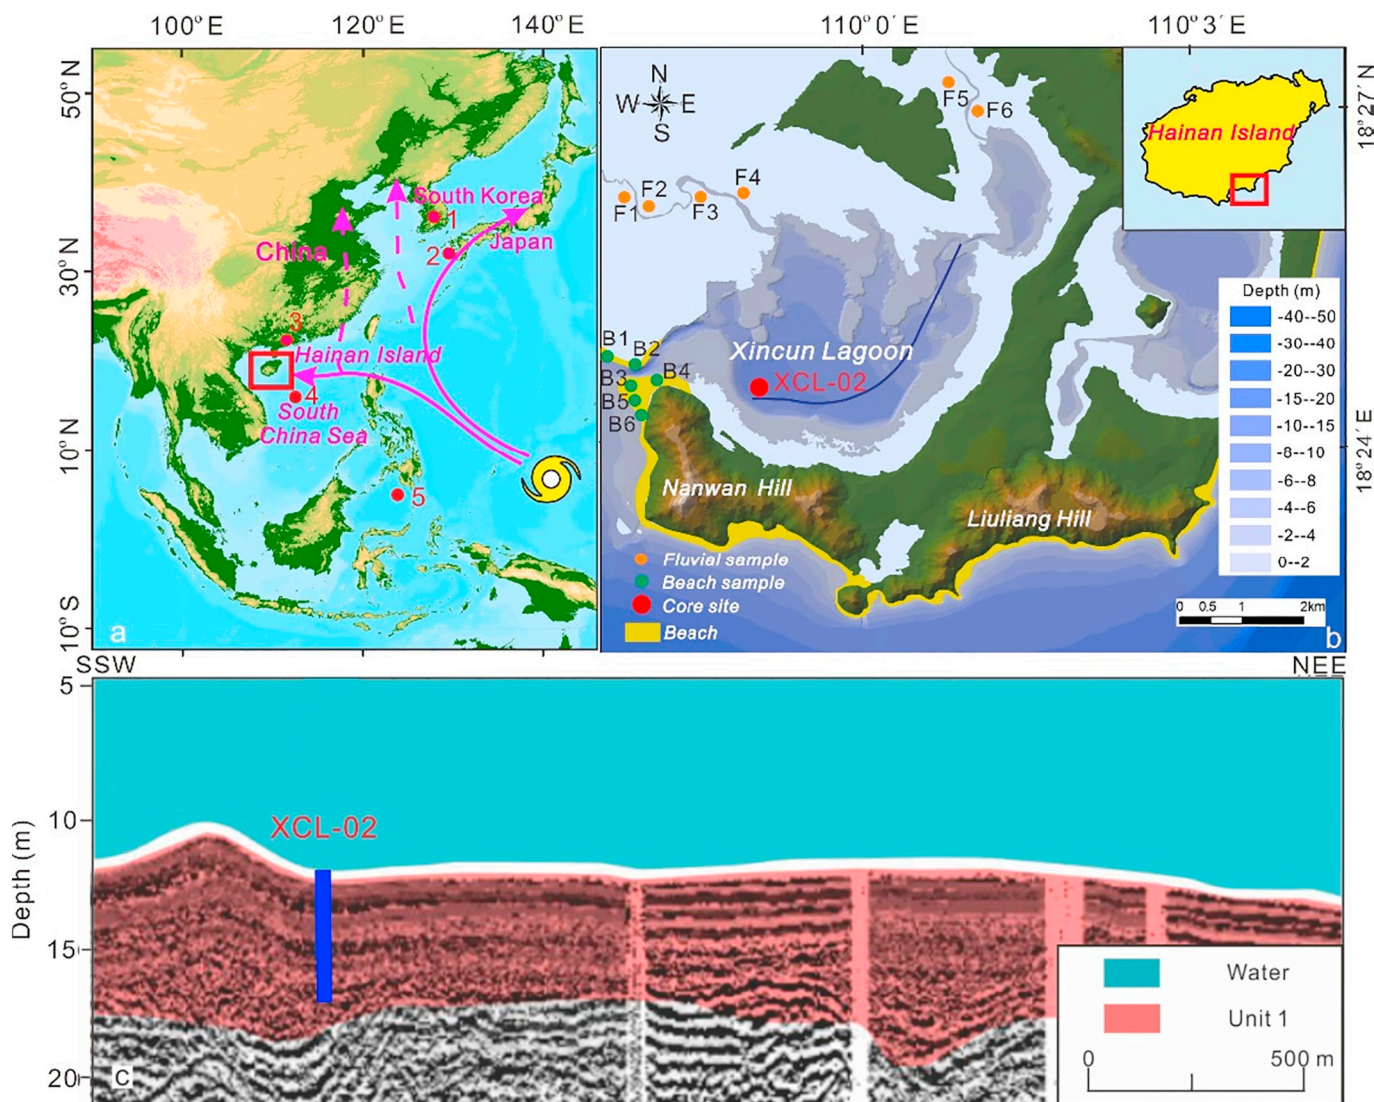 100° E
120° E
140° E
50° N
30° N
10° N
10° S
South Korea
1
Japan
2
China
3
Hainan Island
4
South
China Sea
5
a
110° 0′ E
110° 3′ E
18° 27′ N
18° 24′ E
N
W
E
S
F5
F6
F4
F2
F1
F3
Hainan Island
B1
B2
B3
B4
B5
B6
Xincun Lagoon
XCL-02
Nanwan Hill
Liuliang Hill
Fluvial sample
Beach sample
Core site
Beach
Depth (m)
-40--50
-30--40
-20--30
-15--20
-10--15
-8--10
-6--8
-4--6
-2--4
0--2
0 0.5 1 2km
b
SSW
NEE
5
10
15
20
Depth (m)
XCL-02
Water
Unit 1
0 500 m
c